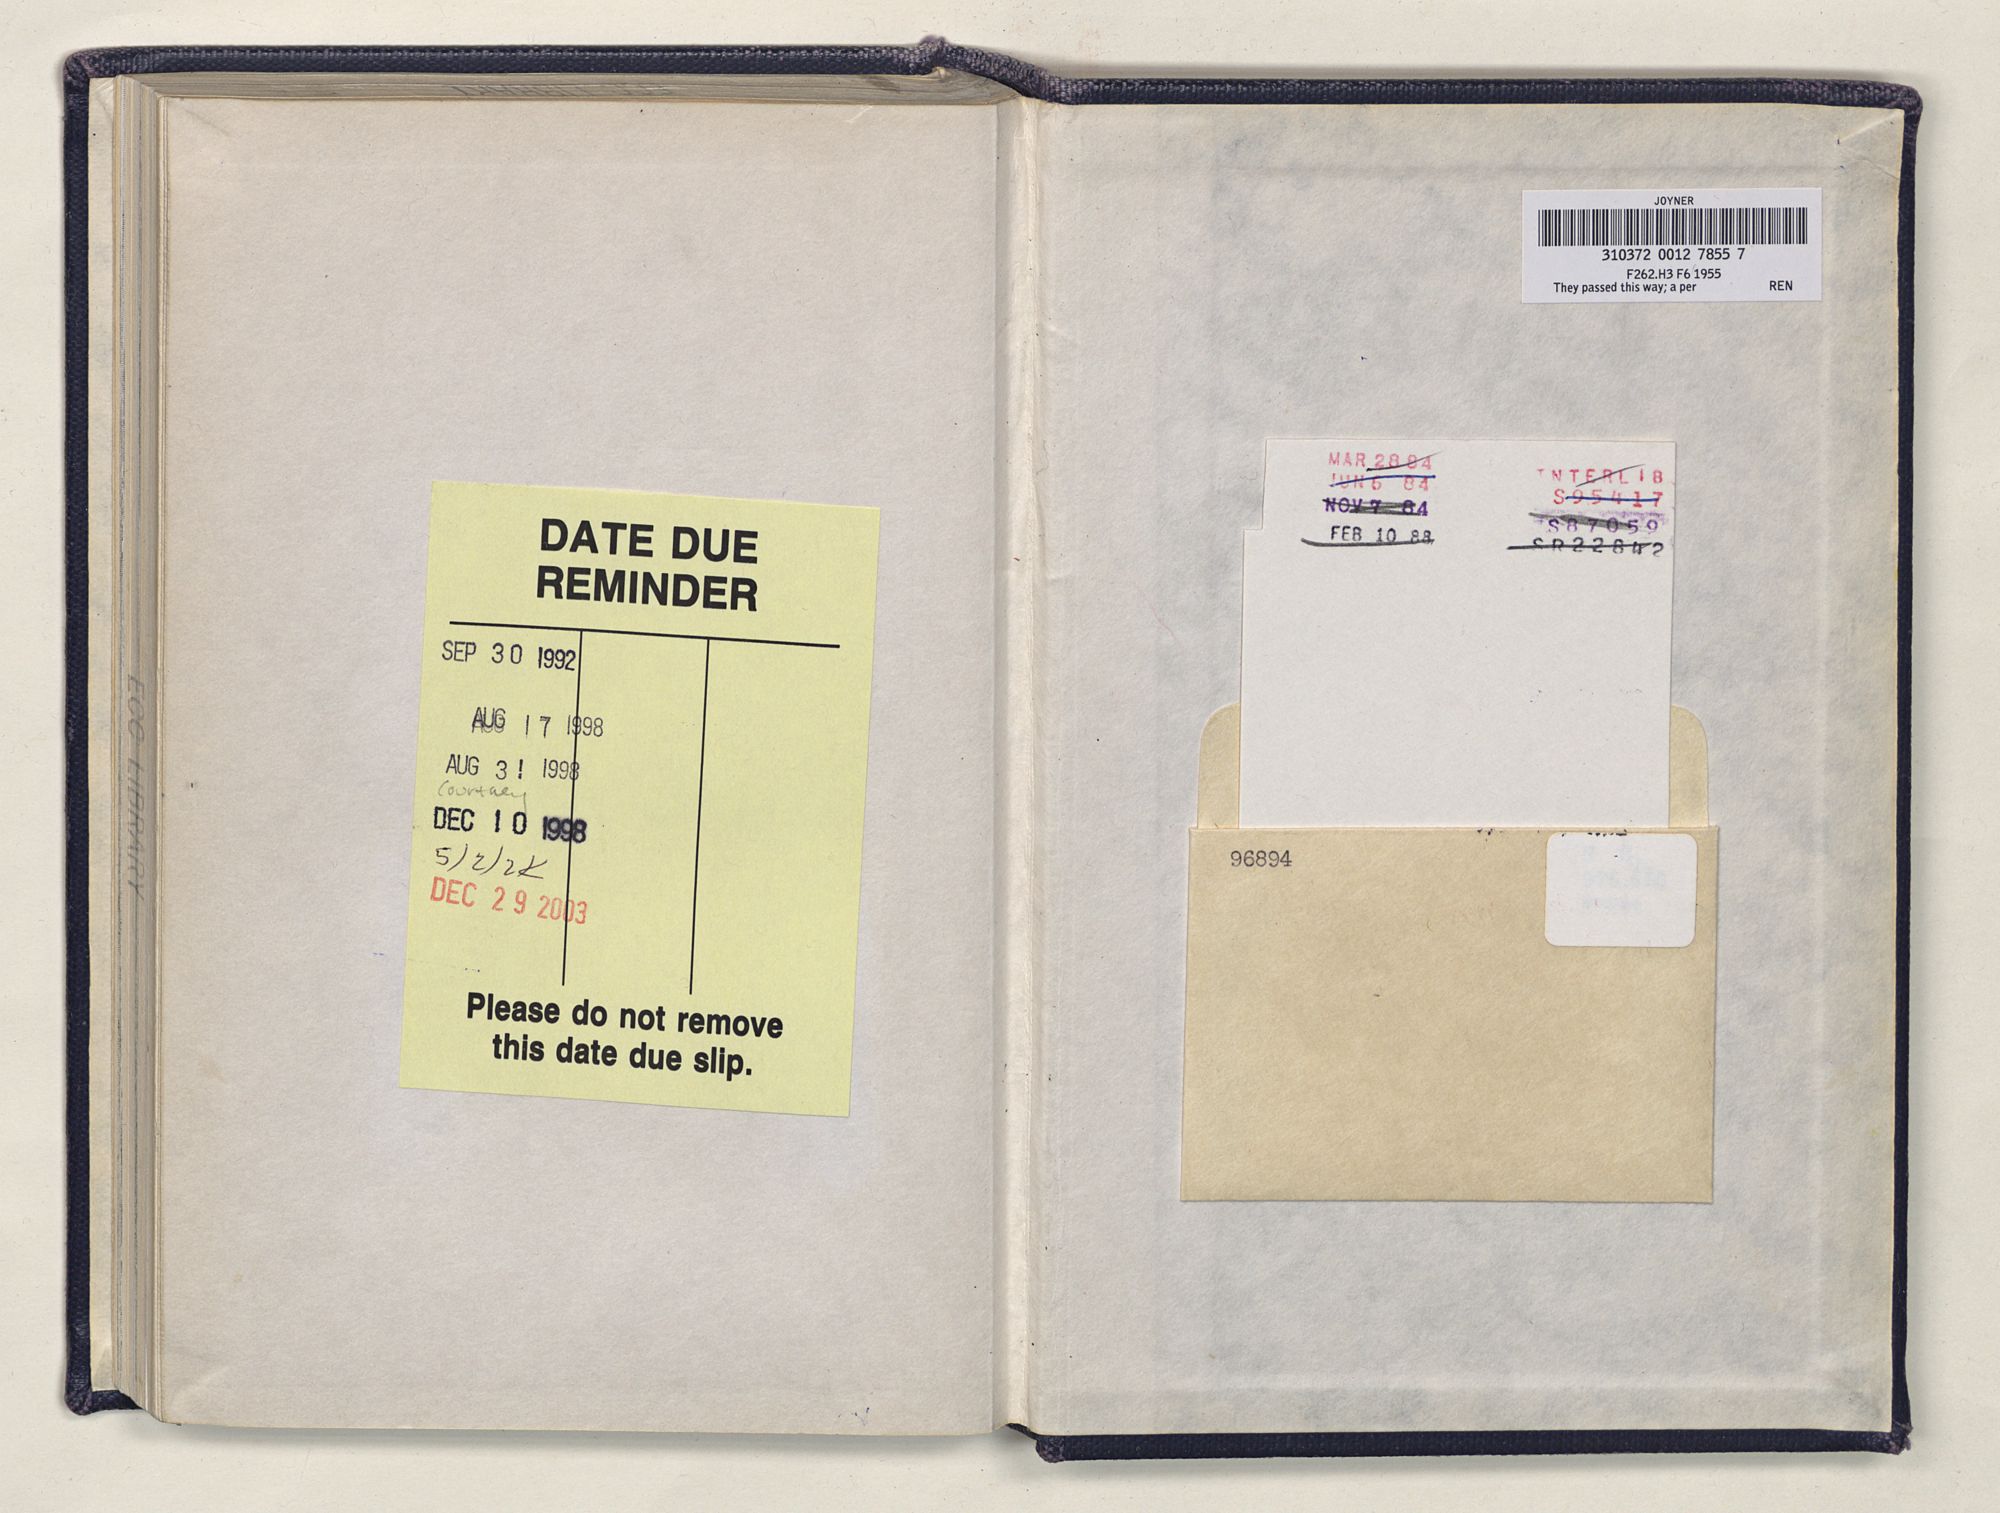 DATE DUE
REMINDER
SEP 30 1992
AUG 17 1998
AUG 31 1998
Courtney
DEC 10 1998
5/2/2K
DEC 29 2003
Please do not remove
this date due slip.
JOYNER
310372 0012 7855 7
F262.H3 F6 1955
They passed this way; a per REN
MAR 28 84 INTERLIB
JUN 6 84 S95417
NOV 7 84 S87059
FEB 10 88 SR22842
96894
LIBRARY